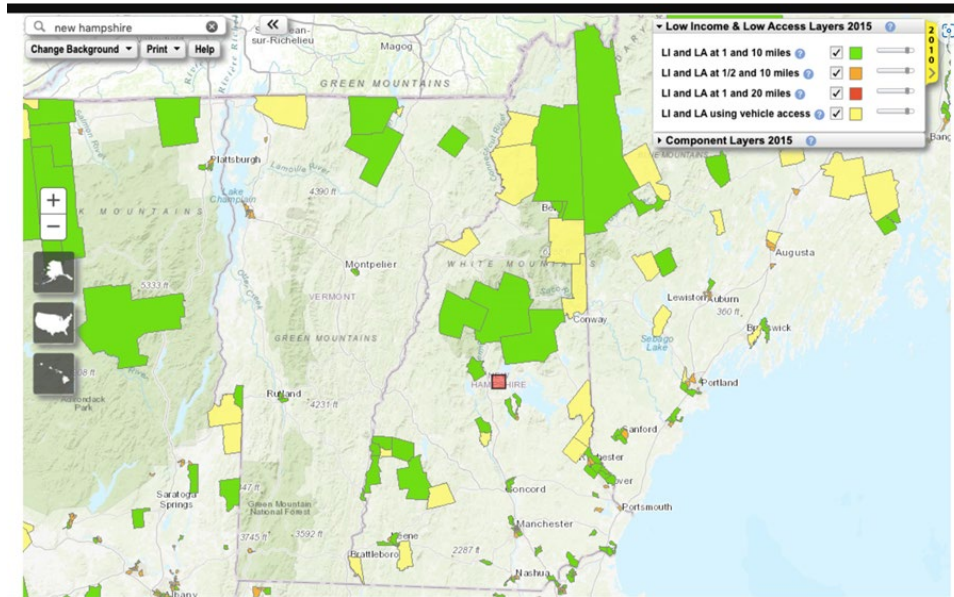 new hampshire
Change Background
Print
Help
Low Income & Low Access Layers 2015
LI and LA at 1 and 10 miles
LI and LA at 1/2 and 10 miles
LI and LA at 1 and 20 miles
LI and LA using vehicle access
Component Layers 2015
2010
sur-Richelieu
Magog
GREEN MOUNTAINS
Plattsburgh
Lamoille River
Lake
Champlain
4390 ft
MOUNTAINS
Montpelier
WHITE MOUNTAINS
5333 ft
VERMONT
GREEN MOUNTAINS
Conway
Augusta
Lewiston
Auburn
360 ft
Sebago
Lake
Portland
Adirondack
Park
Rutland
4231 ft
Sanford
Concord
Saratoga
Springs
Green Mountain
National Forest
3745 ft
3592 ft
Manchester
Portsmouth
Brattleboro
2287 ft
Nashua